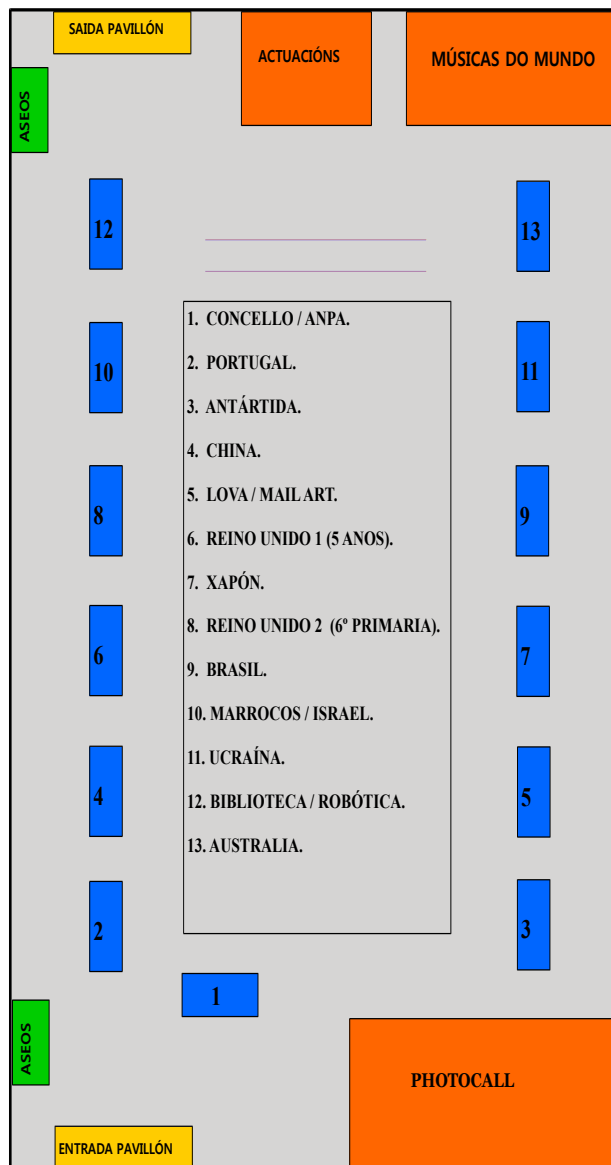 SAIDA PAVILLÓN
ACTUACIÓNS
MÚSICAS DO MUNDO
ASEOS
12
13
10
11
8
9
6
7
4
5
2
3
1. CONCELLO / ANPA.
2. PORTUGAL.
3. ANTÁRTIDA.
4. CHINA.
5. LOVA / MAIL ART.
6. REINO UNIDO 1 (5 ANOS).
7. XAPÓN.
8. REINO UNIDO 2 (6º PRIMARIA).
9. BRASIL.
10. MARROCOS / ISRAEL.
11. UCRAÍNA.
12. BIBLIOTECA / ROBÓTICA.
13. AUSTRALIA.
1
ASEOS
PHOTOCALL
ENTRADA PAVILLÓN